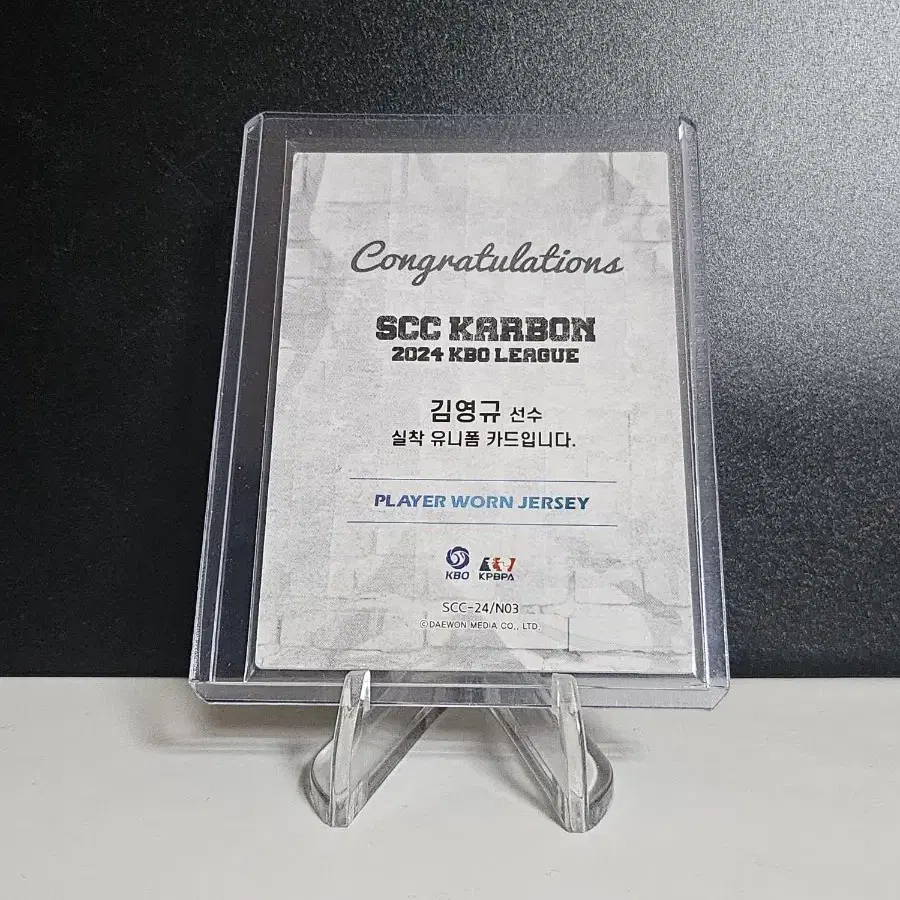 Congratulations
SCC KARBON
2024 KBO LEAGUE
김영규 선수
실착 유니폼 카드입니다.
PLAYER WORN JERSEY
KBO KPBPA
SCC-24/N03
©DAEWON MEDIA CO., LTD.